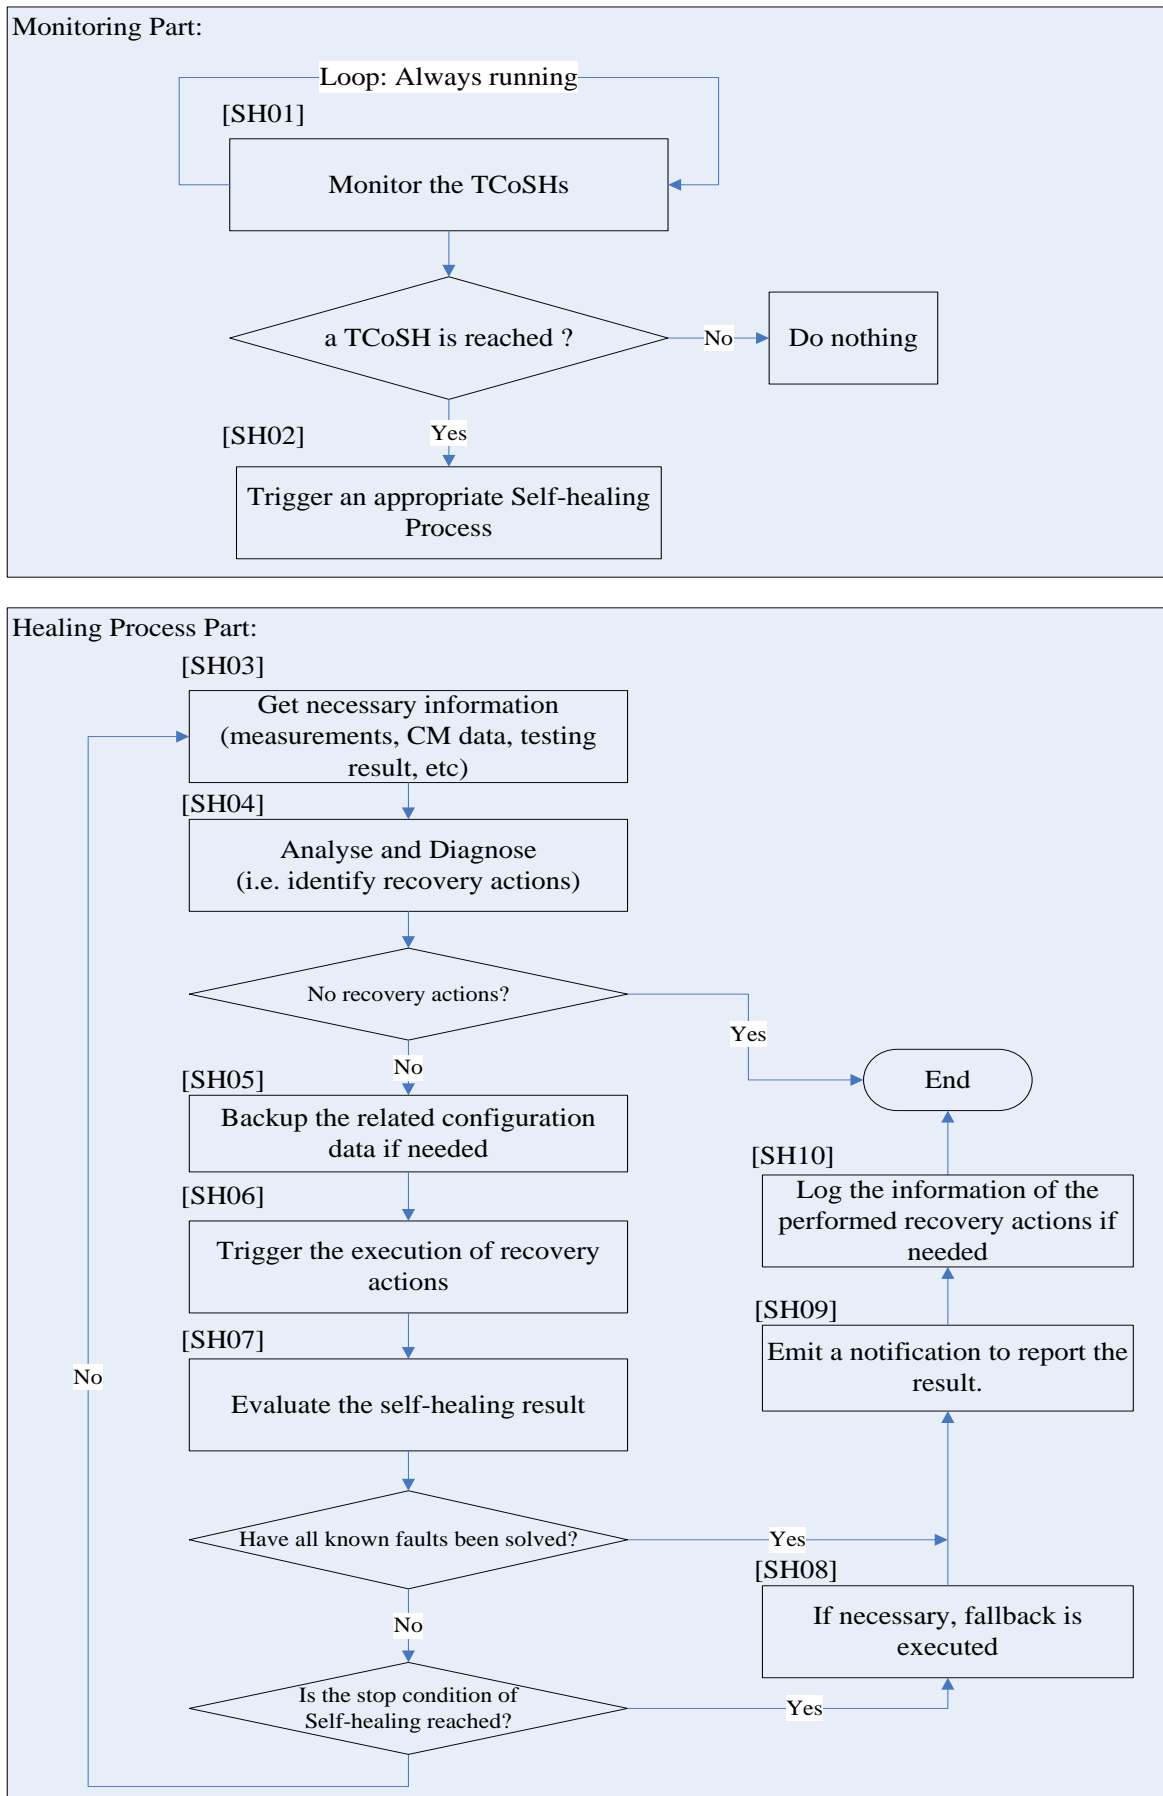 Monitoring Part:
Loop: Always running
[SH01]
Monitor the TCoSHs
a TCoSH is reached ?
No
Do nothing
Yes
[SH02]
Trigger an appropriate Self-healing
Process
Healing Process Part:
[SH03]
Get necessary information
(measurements, CM data, testing
result, etc)
[SH04]
Analyse and Diagnose
(i.e. identify recovery actions)
No recovery actions?
Yes
No
End
[SH05]
Backup the related configuration
data if needed
[SH10]
Log the information of the
performed recovery actions if
needed
[SH06]
Trigger the execution of recovery
actions
[SH09]
Emit a notification to report the
result.
[SH07]
Evaluate the self-healing result
No
Have all known faults been solved?
Yes
[SH08]
If necessary, fallback is
executed
No
Is the stop condition of
Self-healing reached?
Yes